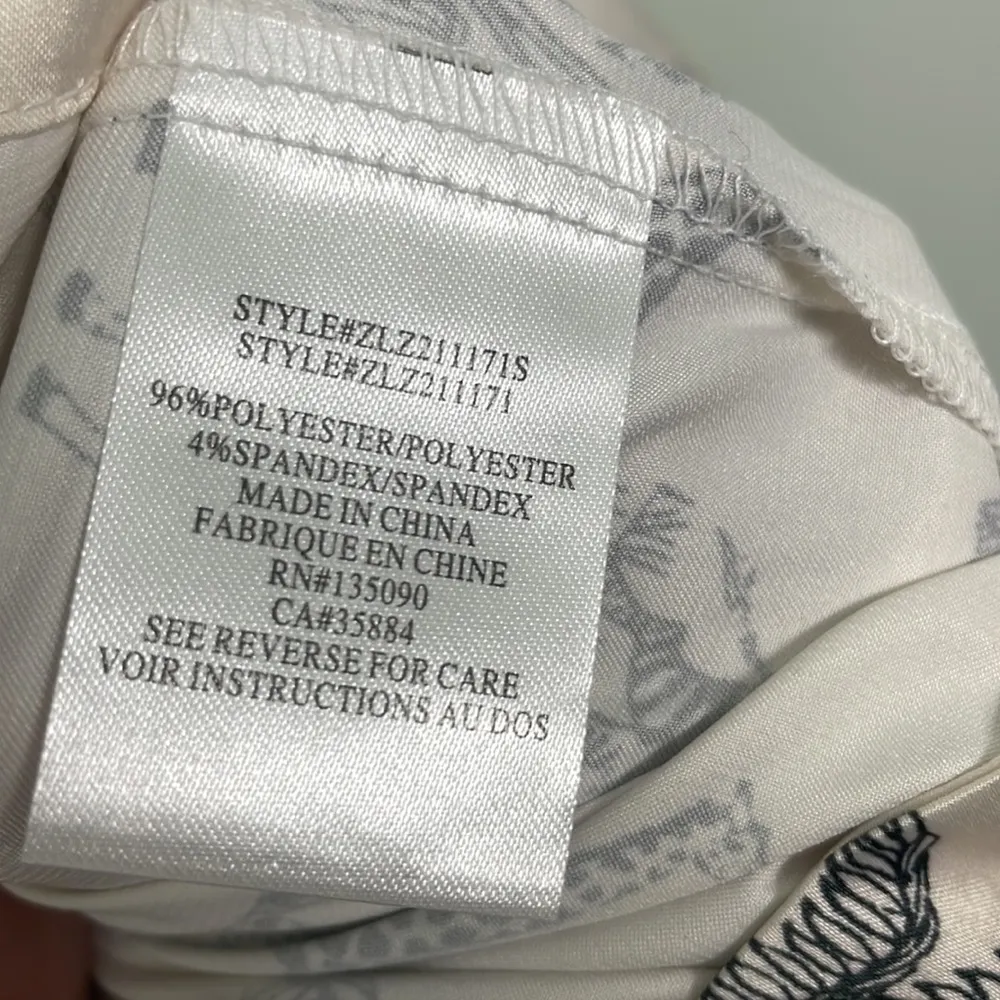 STYLE#ZLZ211171S
STYLE#ZLZ211171
96%POLYESTER/POLYESTER
4%SPANDEX/SPANDEX
MADE IN CHINA
FABRIQUE EN CHINE
RN#135090
CA#35884
SEE REVERSE FOR CARE
VOIR INSTRUCTIONS AU DOS